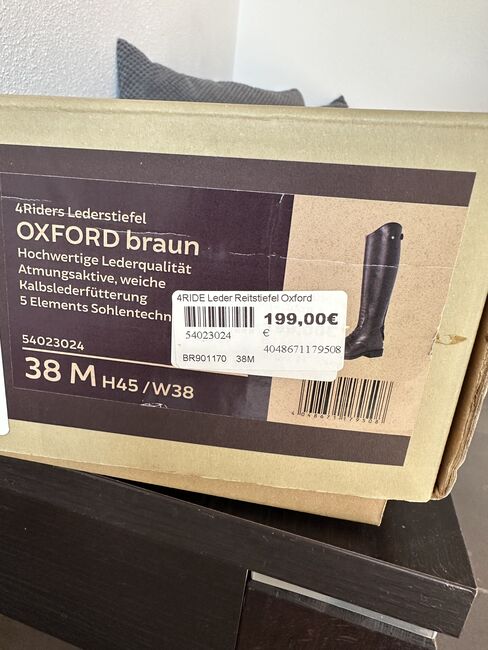 4Riders Lederstiefel
OXFORD braun
Hochwertige Lederqualität
Atmungsaktive, weiche
Kalbslederfütterung
5 Elements Sohlentechn
54023024
38 M H45 /W38
4RIDE Leder Reitstiefel Oxford
199,00€
€
54023024
4048671179508
BR901170 38M